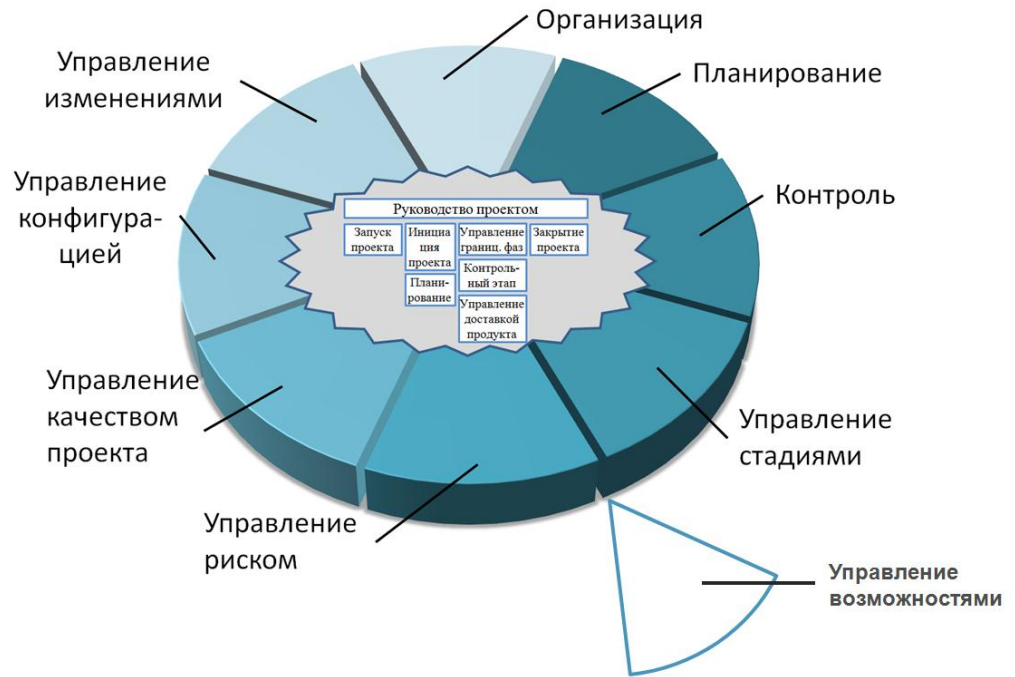 Организация
Планирование
Контроль
Управление
стадиями
Управление
возможностями
Управление
риском
Управление
качеством
проекта
Управление
конфигура-
цией
Управление
изменениями
Руководство проектом
Запуск
проекта
Инициа
ция
проекта
Управление
границ. фаз
Закрытие
проекта
Плани-
рование
Контроль-
ный этап
Управление
доставкой
продукта